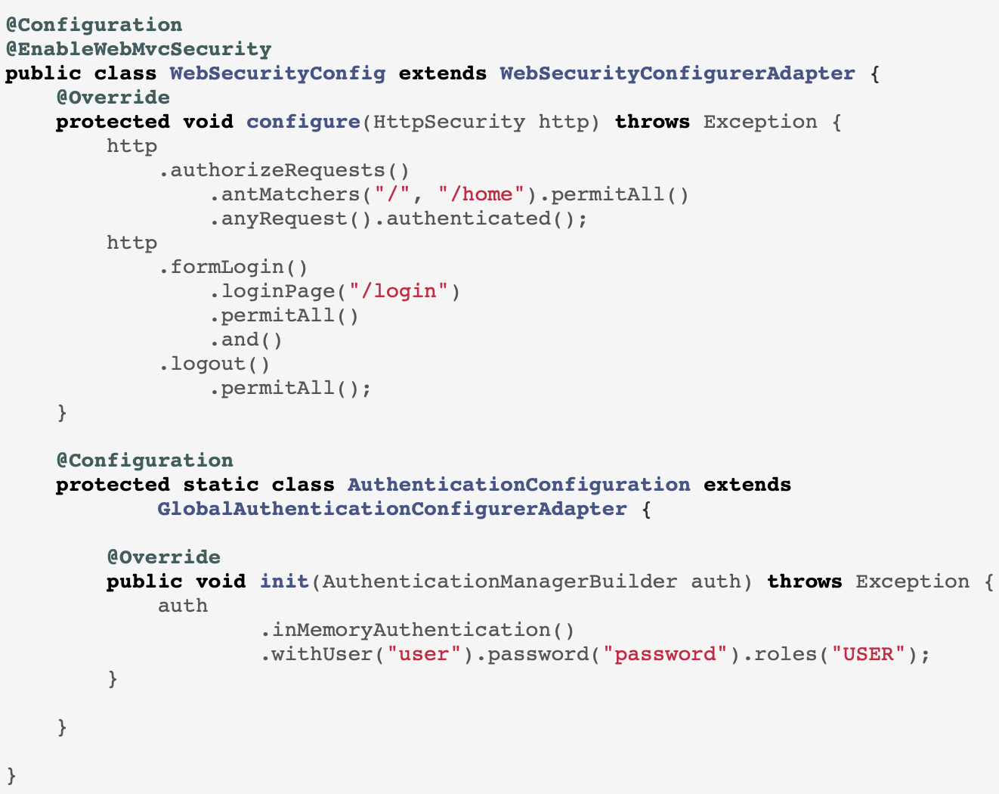 @Configuration
@EnableWebMvcSecurity
public class WebSecurityConfig extends WebSecurityConfigurerAdapter {
    @Override
    protected void configure(HttpSecurity http) throws Exception {
        http
            .authorizeRequests()
                .antMatchers("/", "/home").permitAll()
                .anyRequest().authenticated();
        http
            .formLogin()
                .loginPage("/login")
                .permitAll()
                .and()
            .logout()
                .permitAll();
    }

    @Configuration
    protected static class AuthenticationConfiguration extends
            GlobalAuthenticationConfigurerAdapter {

        @Override
        public void init(AuthenticationManagerBuilder auth) throws Exception {
            auth
                    .inMemoryAuthentication()
                    .withUser("user").password("password").roles("USER");
        }

    }

}